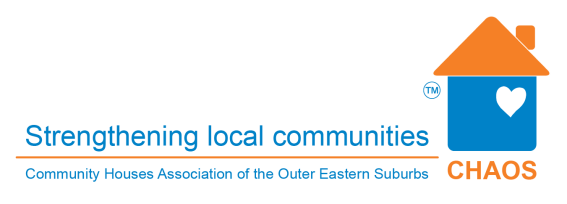 TM
Strengthening local communities
Community Houses Association of the Outer Eastern Suburbs
CHAOS